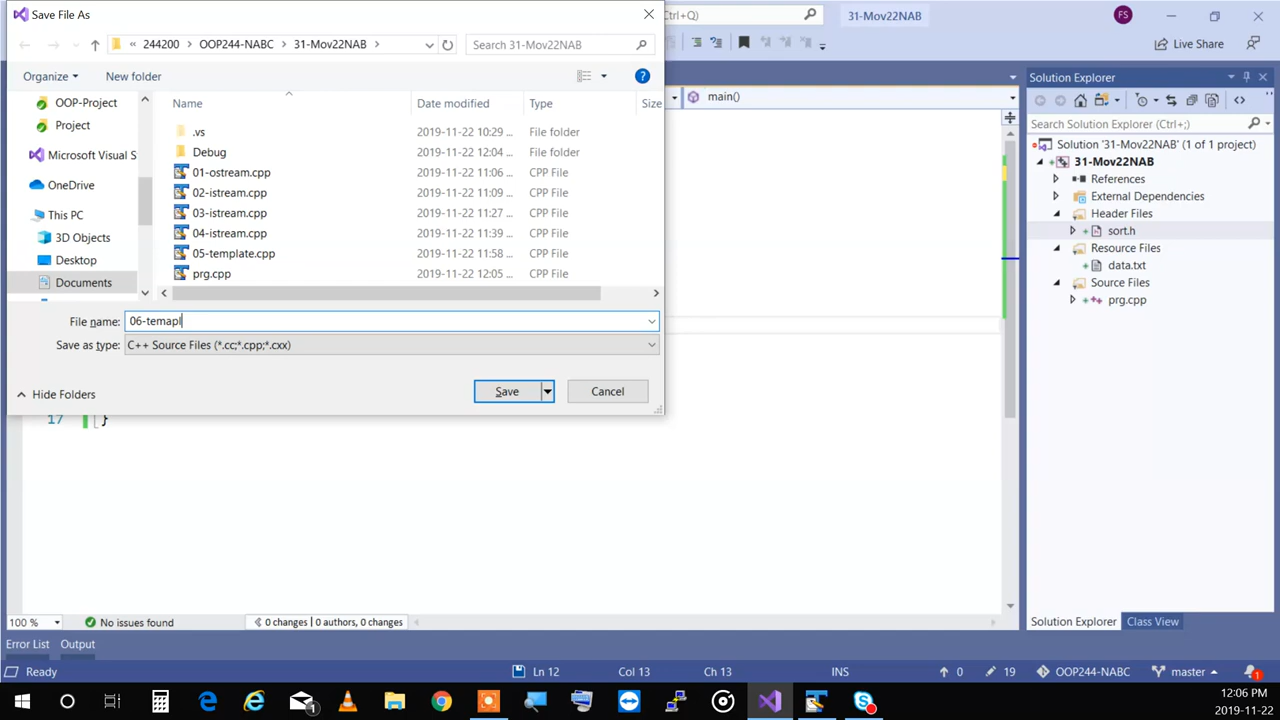 Save File As
Ctrl+Q)
31-Mov22NAB
FS
« 244200 > OOP244-NABC > 31-Mov22NAB >
Search 31-Mov22NAB
Live Share
Organize
New folder
?
Solution Explorer
OOP-Project
Project
Microsoft Visual S
OneDrive
This PC
3D Objects
Desktop
Documents
Name Date modified Type Size
.vs 2019-11-22 10:29 ... File folder
Debug 2019-11-22 12:04 ... File folder
01-ostream.cpp 2019-11-22 11:06 ... CPP File
02-istream.cpp 2019-11-22 11:09 ... CPP File
03-istream.cpp 2019-11-22 11:27 ... CPP File
04-istream.cpp 2019-11-22 11:39 ... CPP File
05-template.cpp 2019-11-22 11:58 ... CPP File
prg.cpp 2019-11-22 12:05 ... CPP File
main()
Search Solution Explorer (Ctrl+;)
Solution '31-Mov22NAB' (1 of 1 project)
31-Mov22NAB
References
External Dependencies
Header Files
sort.h
Resource Files
data.txt
Source Files
prg.cpp
File name: 06-temapl
Save as type: C++ Source Files (*.cc;*.cpp;*.cxx)
Hide Folders
Save
Cancel
17 }
100 %
No issues found
0 changes | 0 authors, 0 changes
Solution Explorer
Class View
Error List
Output
Ready
Ln 12
Col 13
Ch 13
INS
0
19
OOP244-NABC
master
1
1
12:06 PM
2019-11-22